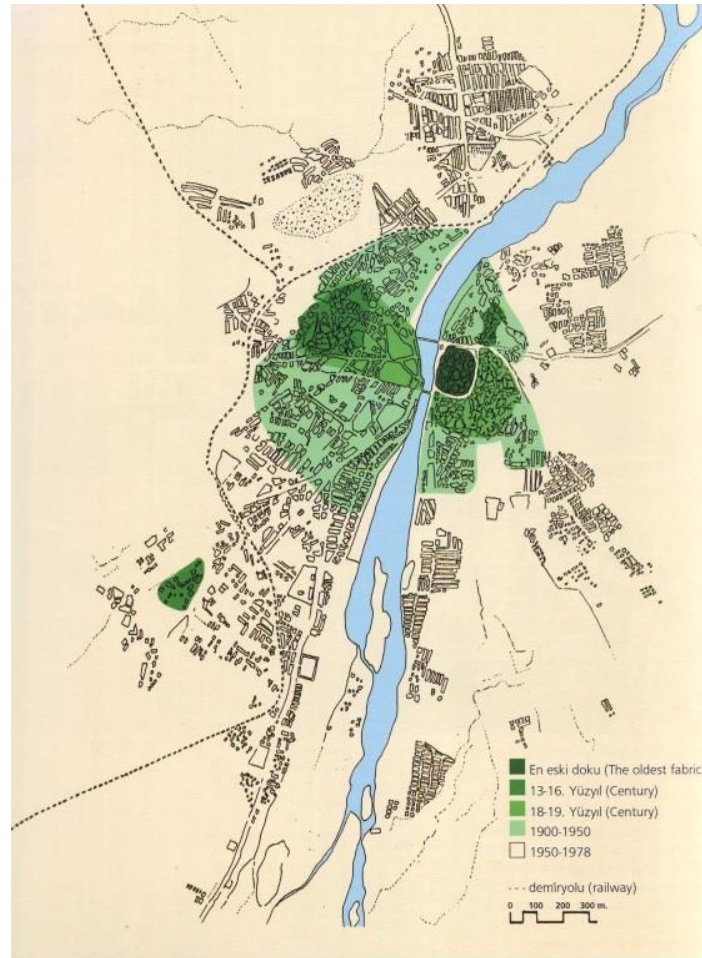 En eski doku (The oldest fabric
13-16. Yüzyıl (Century)
18-19. Yüzyıl (Century)
1900-1950
1950-1978
demiryolu (railway)
0 100 200 300 m.